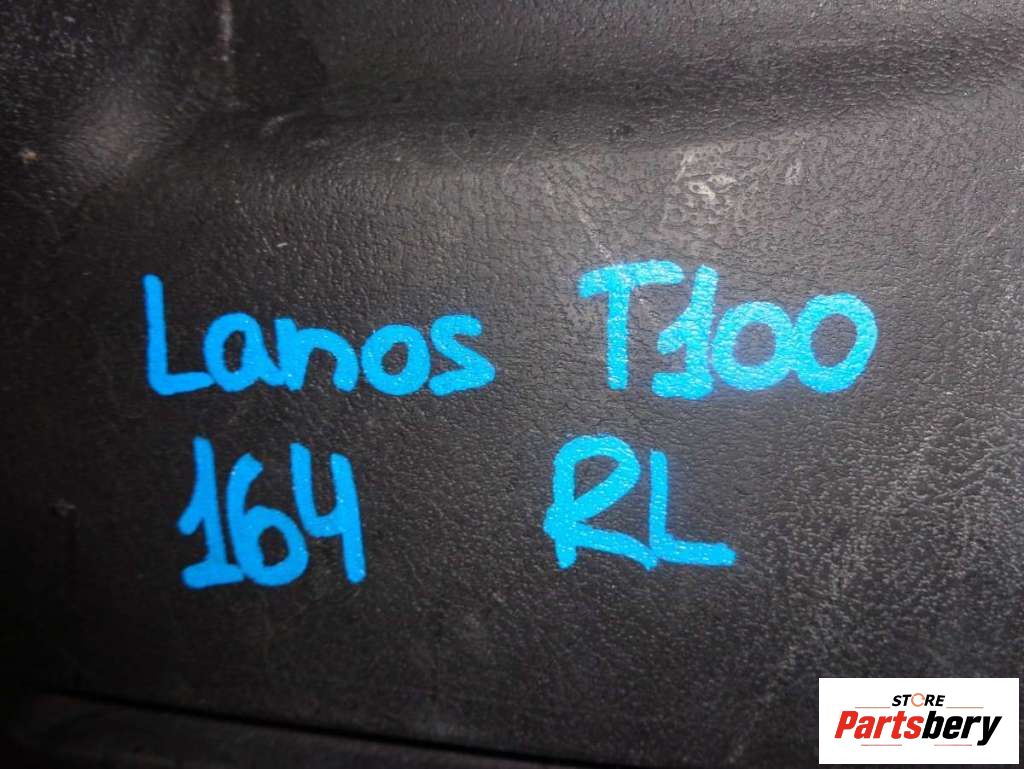 Lanos T100
164 RL
STORE
Partsbery